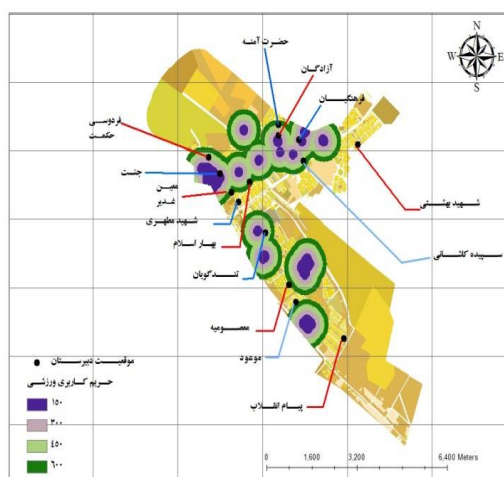 N
W E
S
حضرت آمنه
آزادگان
فرهنگیان
فردوسی
حکمت
جنت
معین
غدیر
شهید مطهری
بهار اسلام
تندگویان
معصومیه
موعود
پیام انقلاب
سپیده کاشانی
شهید بهشتی
موقعیت دبیرستان
حریم کاربری ورزشی
۱۵۰
۳۰۰
۴۵۰
۶۰۰
0 1,600 3,200 6,400 Meters